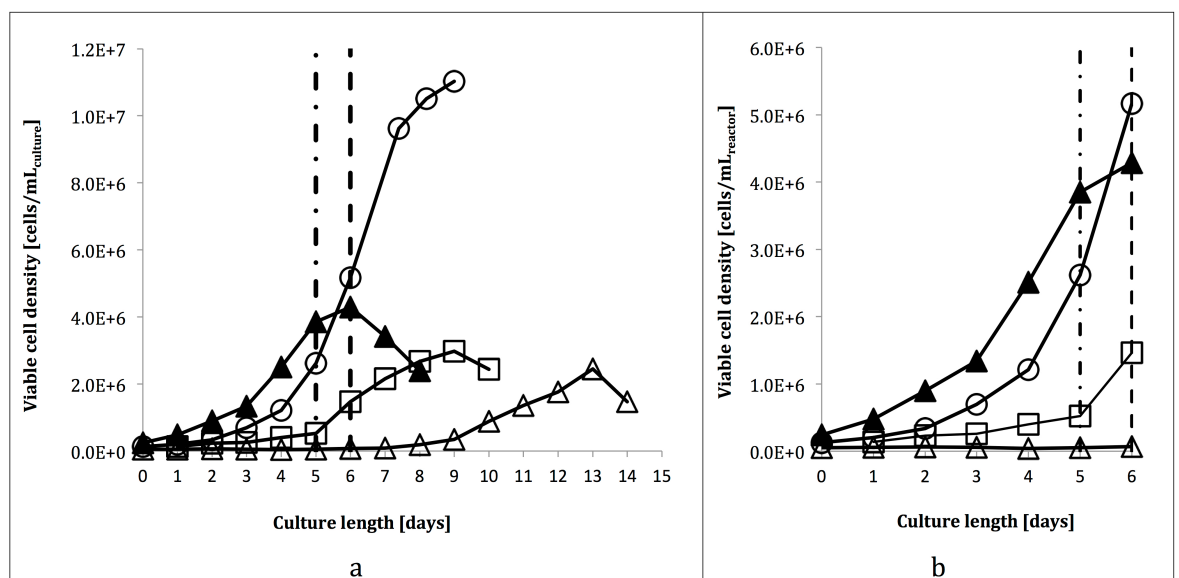 Viable cell density [cells/mLculture]
1.2E+7
1.0E+7
8.0E+6
6.0E+6
4.0E+6
2.0E+6
0.0E+0
0 1 2 3 4 5 6 7 8 9 10 11 12 13 14 15
Culture length [days]
a
Viable cell density [cells/mLreactor]
6.0E+6
5.0E+6
4.0E+6
3.0E+6
2.0E+6
1.0E+6
0.0E+0
0 1 2 3 4 5 6
Culture length [days]
b